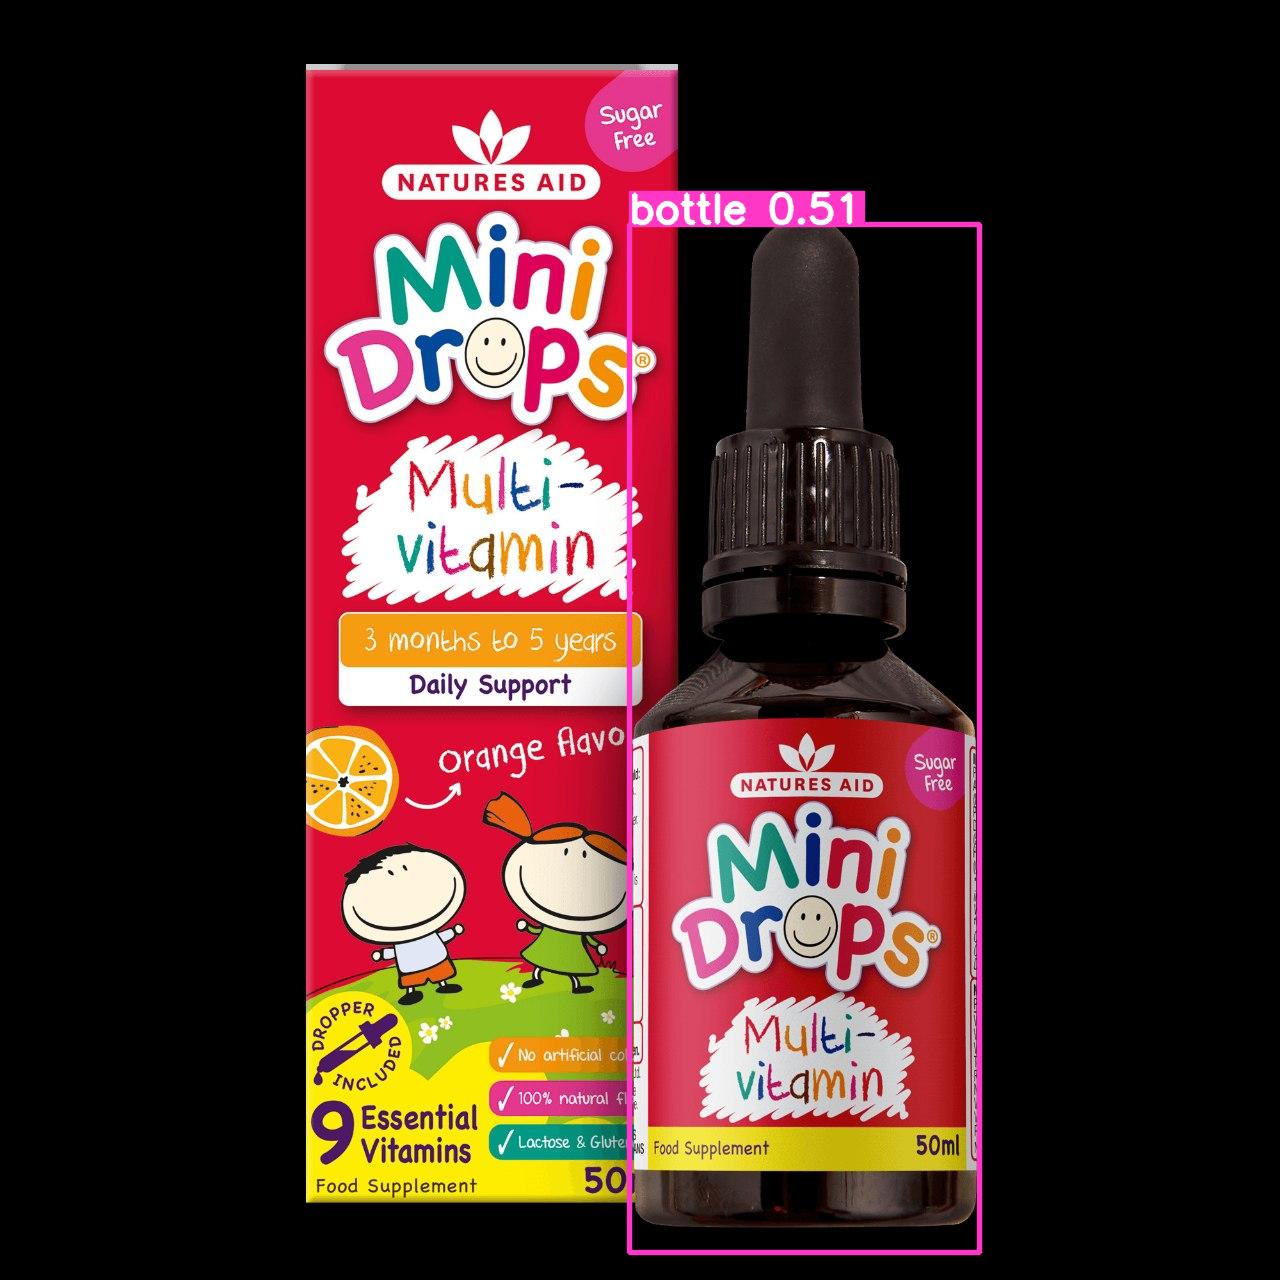 Sugar
Free
NATURES AID
Mini
Drops®
Multi-
vitamin
3 months to 5 years
Daily Support
Orange flavo
DROPPER
INCLUDED
✓ No artificial co
✓ 100% natural fl
✓ Lactose & Glute
9 Essential
Vitamins
Food Supplement
50
bottle 0.51
NATURES AID
Sugar
Free
Mini
Drops®
Multi-
vitamin
Food Supplement
50ml